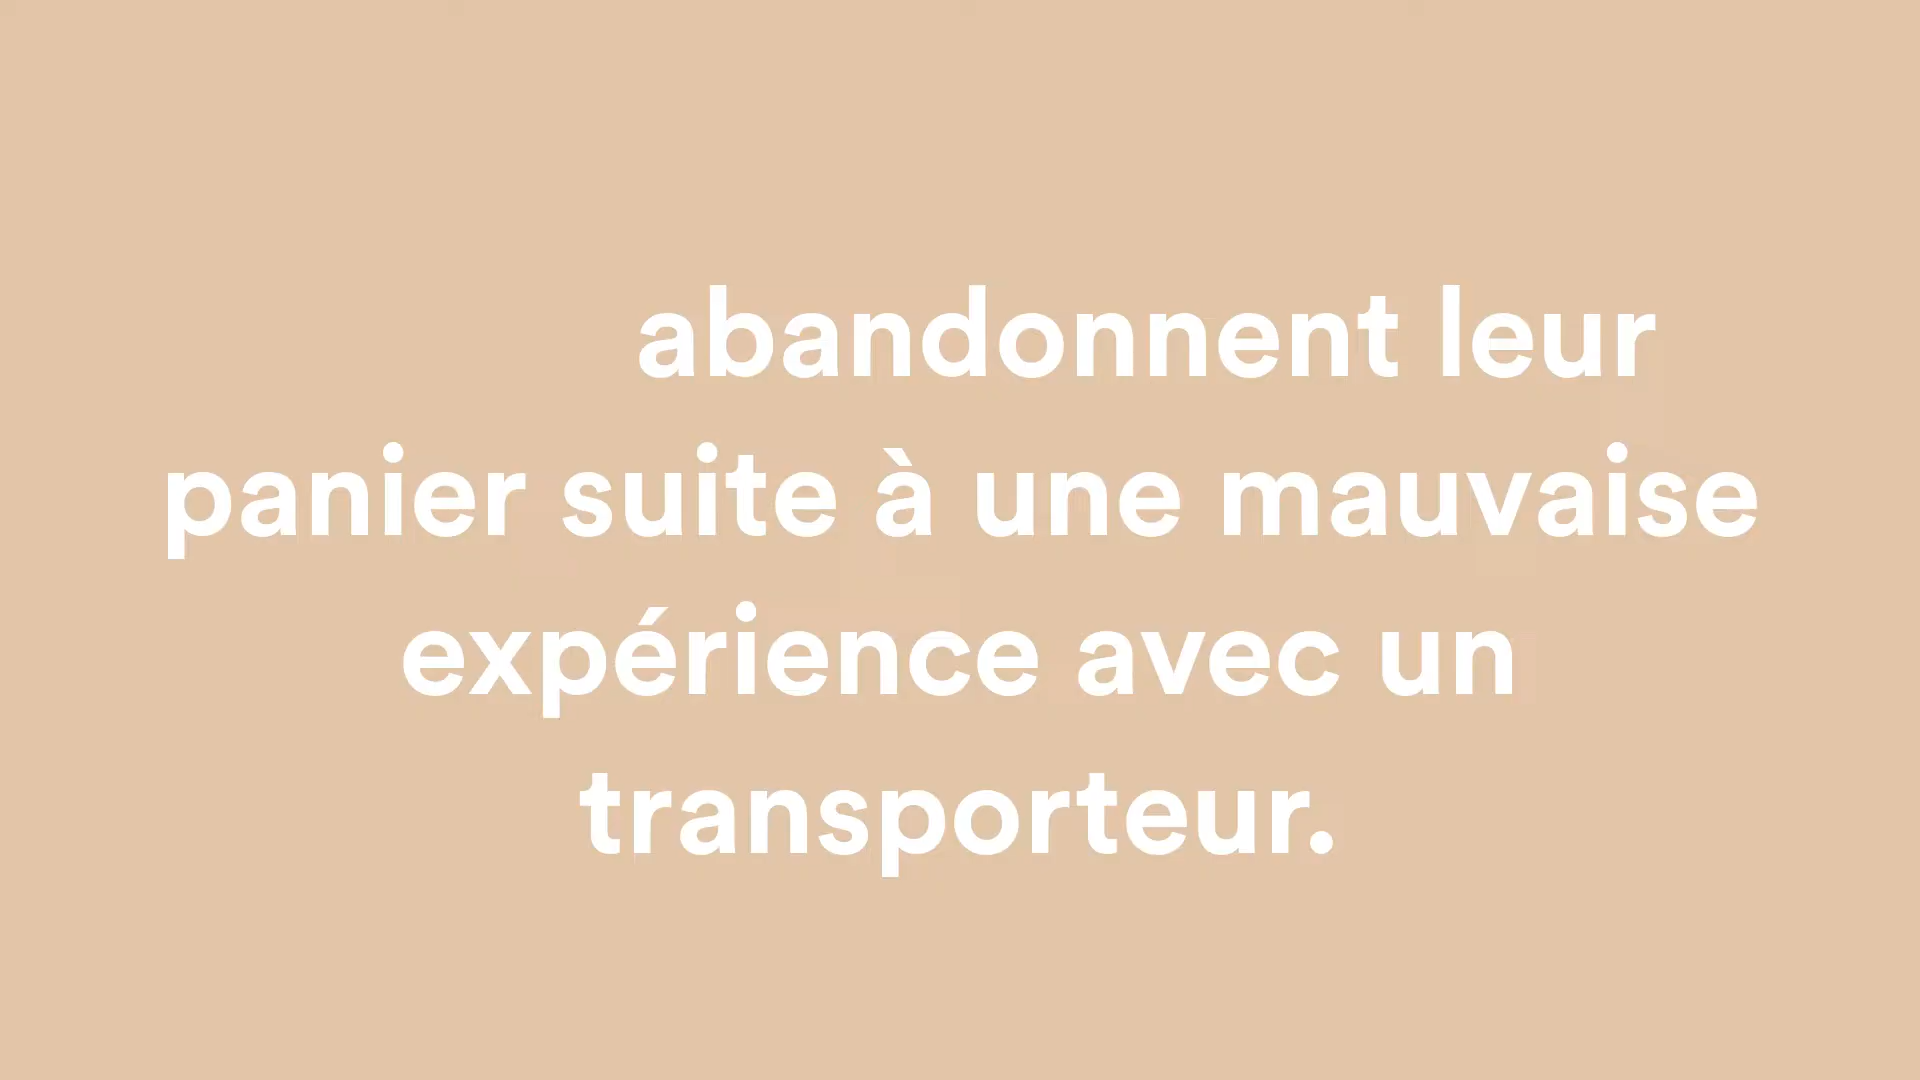 abandonnent leur
panier suite à une mauvaise
expérience avec un
transporteur.